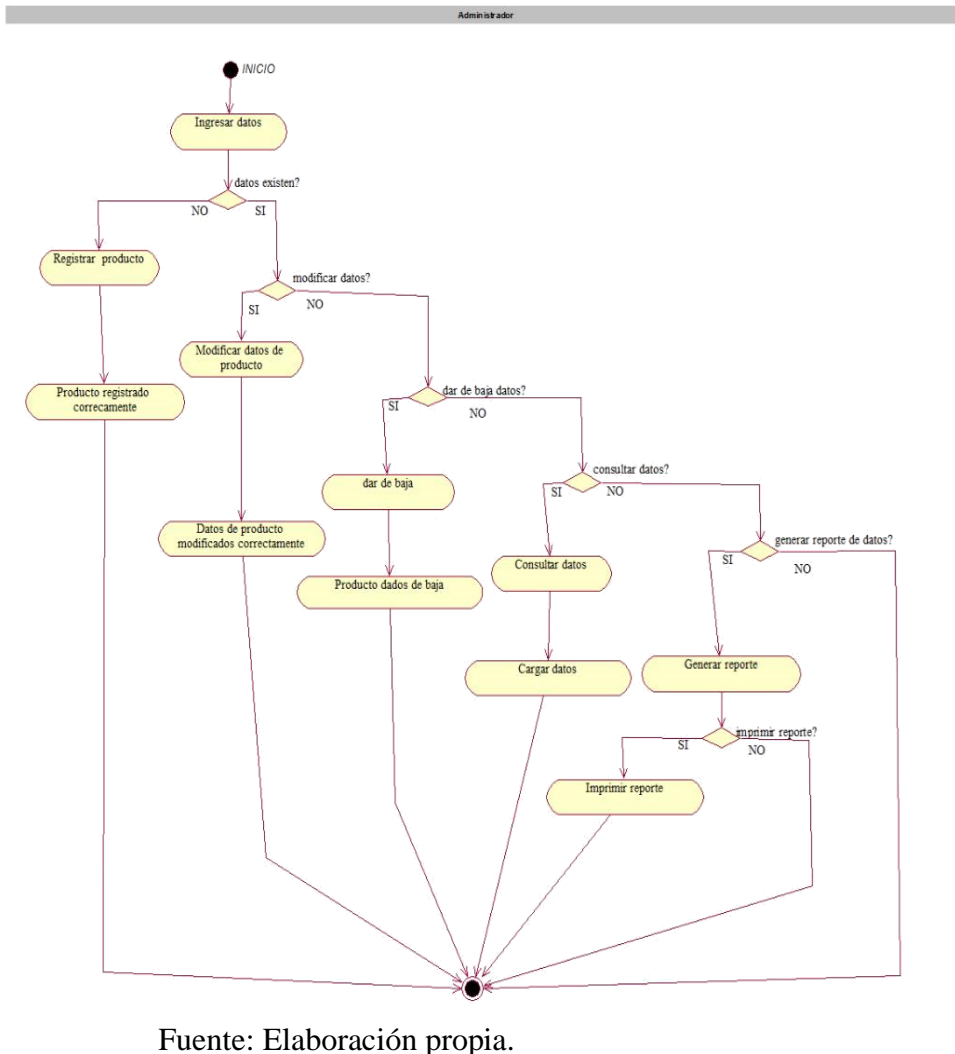 Administrador
INICIO
Ingresar datos
datos existen?
NO
SI
Registrar producto
modificar datos?
SI
NO
Modificar datos de
producto
Producto registrado
correcamente
dar de baja datos?
SI
NO
consultar datos?
SI
NO
dar de baja
Datos de producto
modificados correctamente
generar reporte de datos?
SI
NO
Consultar datos
Producto dados de baja
Cargar datos
Generar reporte
imprimir reporte?
SI
NO
Imprimir reporte
Fuente: Elaboración propia.